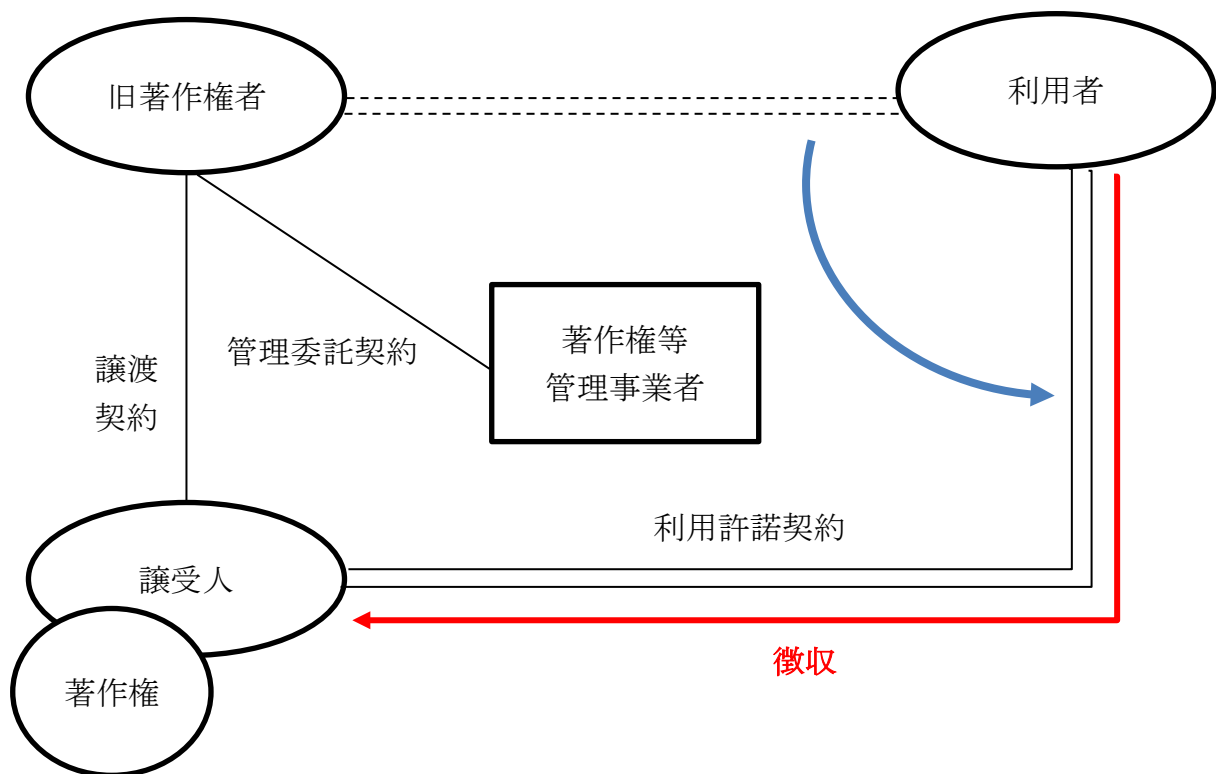 旧著作権者
利用者
著作権等
管理事業者
管理委託契約
譲渡
契約
利用許諾契約
譲受人
徴収
著作権